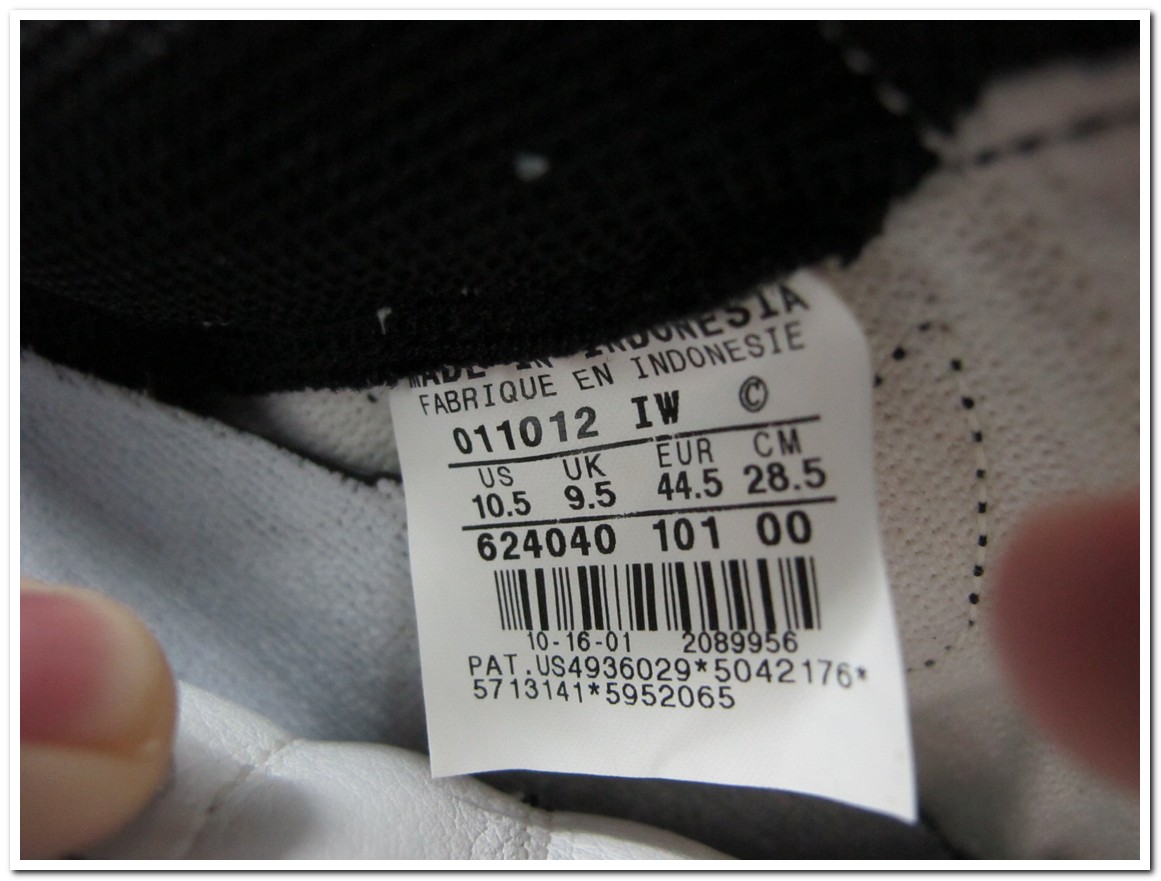 MADE IN INDONESIA
FABRIQUE EN INDONESIE
011012 IW ©
US UK EUR CM
10.5 9.5 44.5 28.5
624040 101 00
10-16-01 2089956
PAT.US4936029*5042176*
5713141*5952065